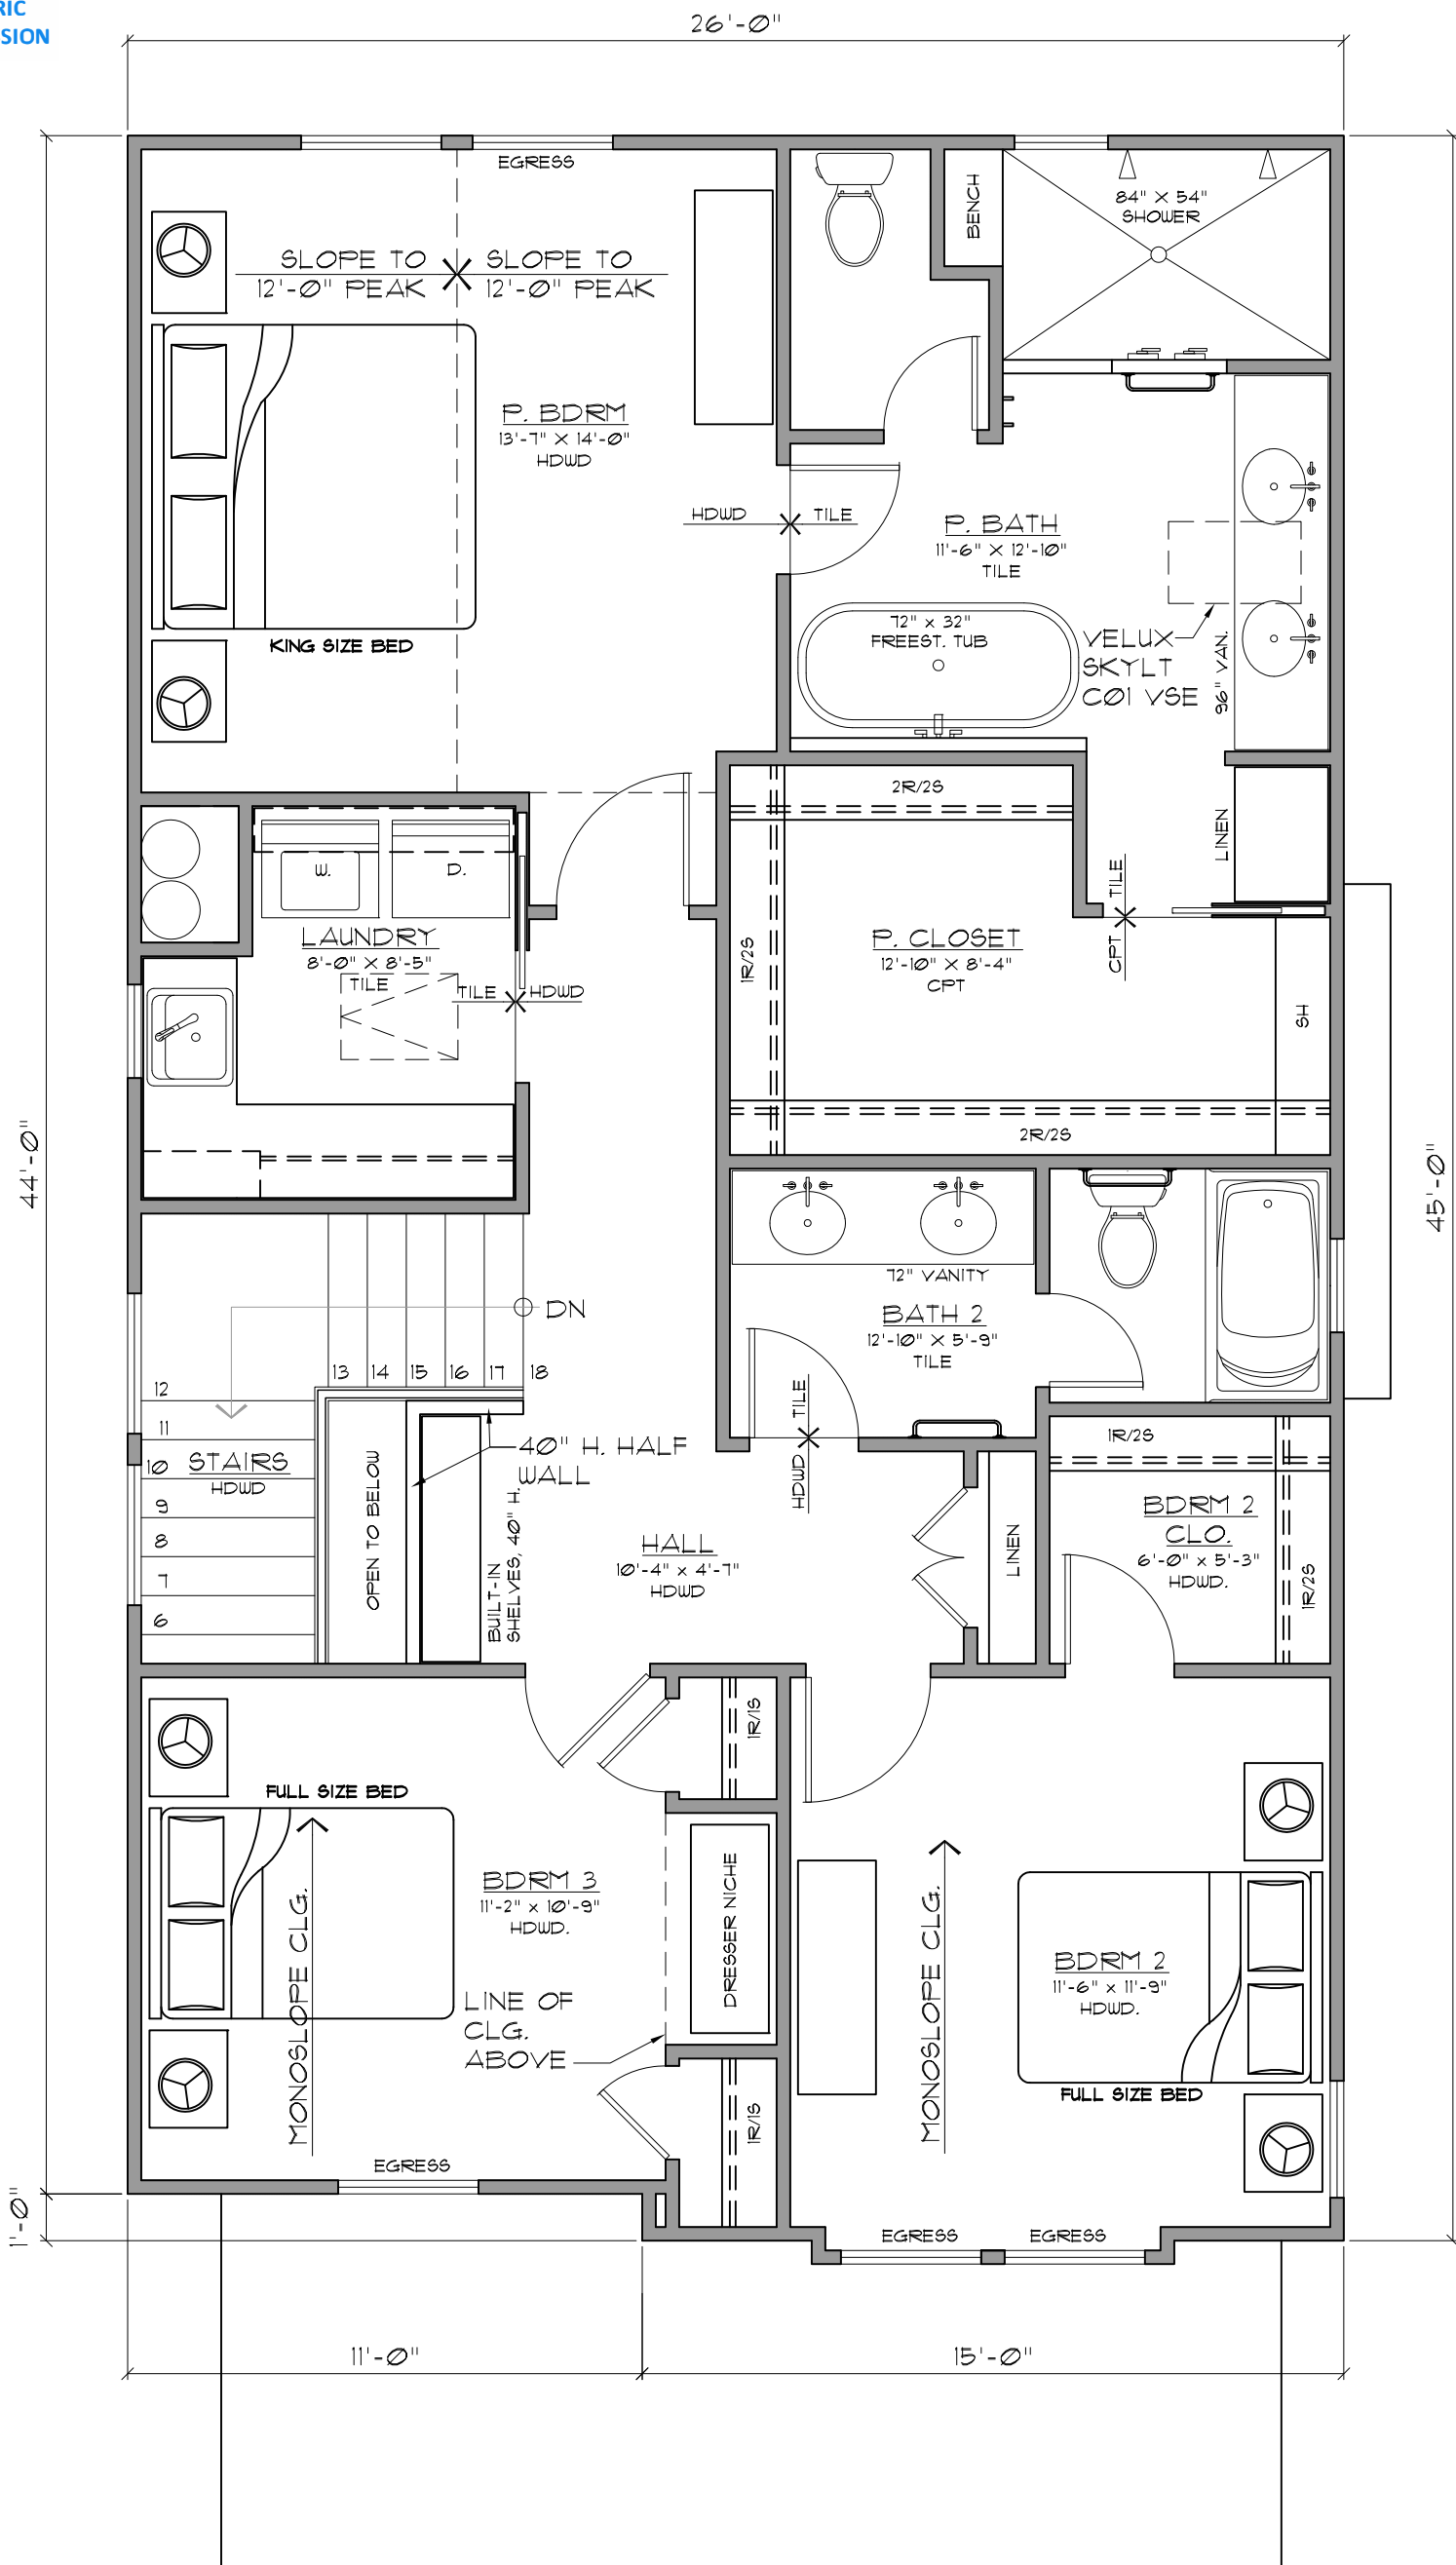 RIC
SION
26'-0"
EGRESS
BENCH
84" X 54"
SHOWER
SLOPE TO
12'-0" PEAK
SLOPE TO
12'-0" PEAK
P. BDRM
13'-7" X 14'-0"
HDWD
HDWD
TILE
P. BATH
11'-6" X 12'-10"
TILE
KING SIZE BED
72" x 32"
FREEST. TUB
VELUX
SKYLT
C01 VSE
96" VAN.
2R/2S
LINEN
W.
D.
LAUNDRY
8'-0" X 8'-5"
TILE
TILE
HDWD
1R/2S
P. CLOSET
12'-10" X 8'-4"
CPT
TILE
CPT
SH
2R/2S
44'-0"
45'-0"
72" VANITY
BATH 2
12'-10" X 5'-9"
TILE
DN
13
14
15
16
17
18
12
11
10
9
8
7
6
STAIRS
HDWD
OPEN TO BELOW
40" H. HALF
WALL
BUILT-IN
SHELVES, 40" H.
TILE
HDWD
HALL
10'-4" x 4'-7"
HDWD
LINEN
1R/2S
BDRM 2
CLO.
6'-0" x 5'-3"
HDWD.
1R/2S
1R/1S
FULL SIZE BED
MONOSLOPE CLG.
BDRM 3
11'-2" x 10'-9"
HDWD.
DRESSER NICHE
LINE OF
CLG.
ABOVE
MONOSLOPE CLG.
BDRM 2
11'-6" x 11'-9"
HDWD.
FULL SIZE BED
1R/1S
EGRESS
1'-0"
EGRESS
EGRESS
11'-0"
15'-0"